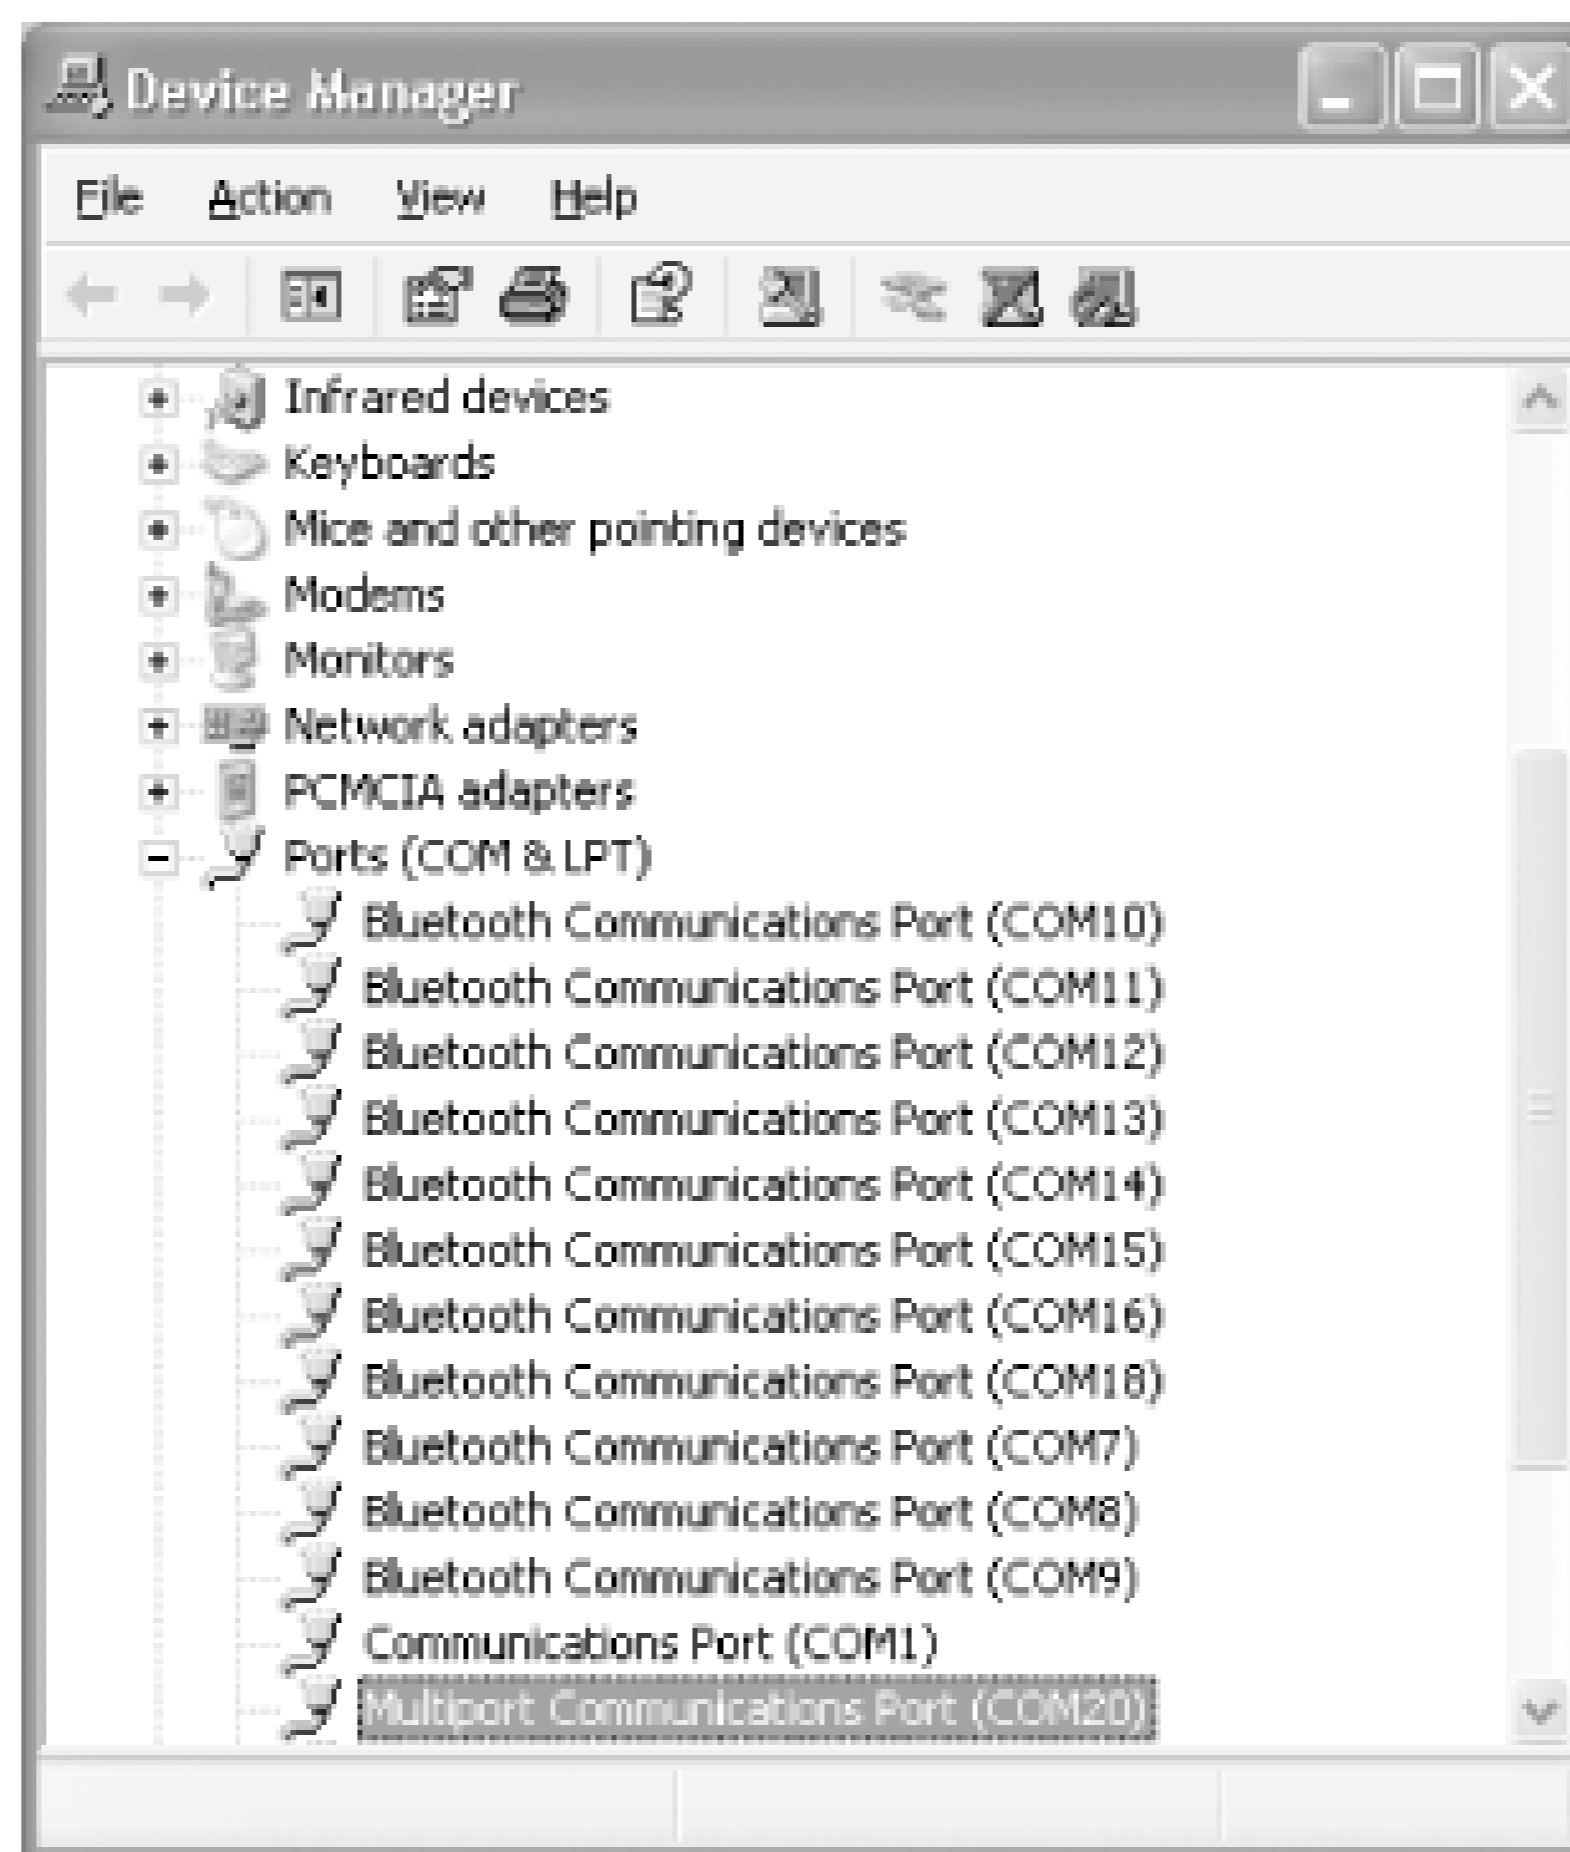 Device Manager
File Action View Help
Infrared devices
Keyboards
Mice and other pointing devices
Modems
Monitors
Network adapters
PCMCIA adapters
Ports (COM & LPT)
Bluetooth Communications Port (COM10)
Bluetooth Communications Port (COM11)
Bluetooth Communications Port (COM12)
Bluetooth Communications Port (COM13)
Bluetooth Communications Port (COM14)
Bluetooth Communications Port (COM15)
Bluetooth Communications Port (COM16)
Bluetooth Communications Port (COM18)
Bluetooth Communications Port (COM7)
Bluetooth Communications Port (COM8)
Bluetooth Communications Port (COM9)
Communications Port (COM1)
Multiport Communications Port (COM20)